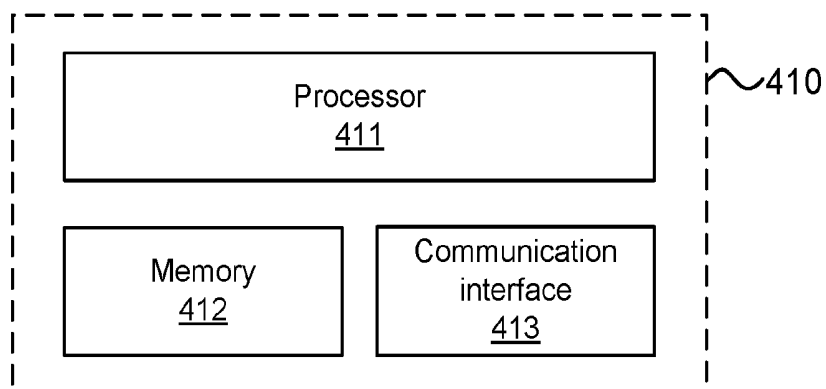 Processor
411
410
Memory
412
Communication
interface
413